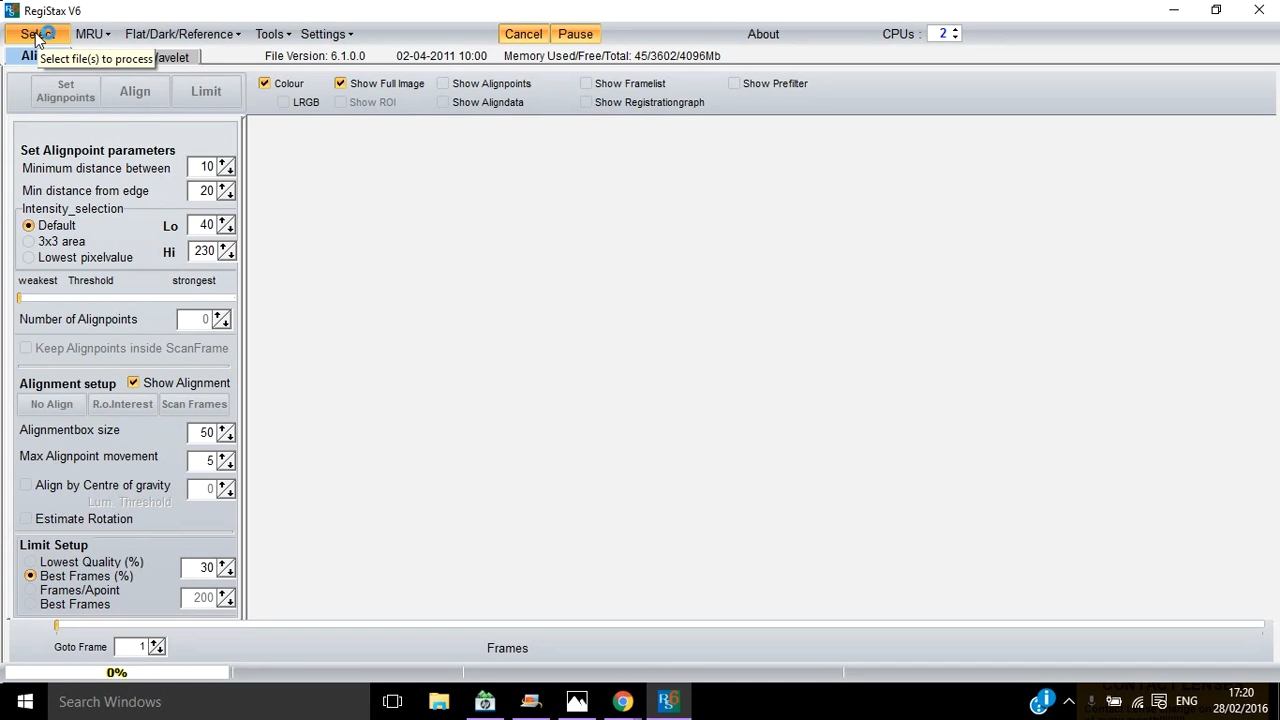 RegiStax V6
MRU Flat/Dark/Reference Tools Settings Cancel Pause About CPUs: 2
File Version: 6.1.0.0 02-04-2011 10:00 Memory Used/Free/Total: 45/3602/4096Mb
Select file(s) to process
Set Alignpoints Align Limit
Colour Show Full Image Show Alignpoints Show Framelist Show Prefilter
LRGB Show ROI Show Aligndata Show Registrationgraph
Set Alignpoint parameters
Minimum distance between 10
Min distance from edge 20
Intensity_selection
Default Lo 40
3x3 area
Lowest pixelvalue Hi 230
weakest Threshold strongest
Number of Alignpoints 0
Keep Alignpoints inside ScanFrame
Alignment setup Show Alignment
No Align R.o.Interest Scan Frames
Alignmentbox size 50
Max Alignpoint movement 5
Align by Centre of gravity 0
Lum. Threshold
Estimate Rotation
Limit Setup
Lowest Quality (%)
Best Frames (%) 30
Frames/Apoint
Best Frames 200
Goto Frame 1 Frames
0%
Search Windows
ENG
17:20
28/02/2016